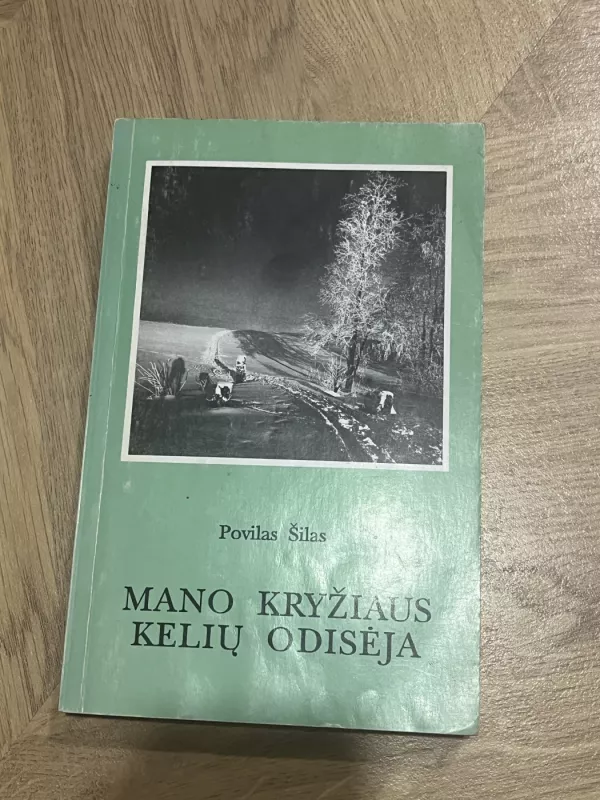 Povilas Šilas
MANO KRYŽIAUS
KELIŲ ODISĖJA